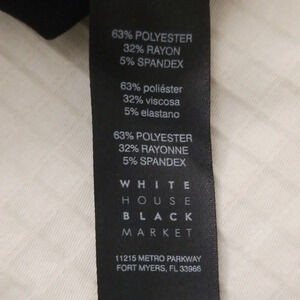 63% POLYESTER
32% RAYON
5% SPANDEX
63% poliéster
32% viscosa
5% elastano
63% POLYESTER
32% RAYONNE
5% SPANDEX
WHITE
HOUSE
BLACK
MARKET
11215 METRO PARKWAY
FORT MYERS, FL 33966